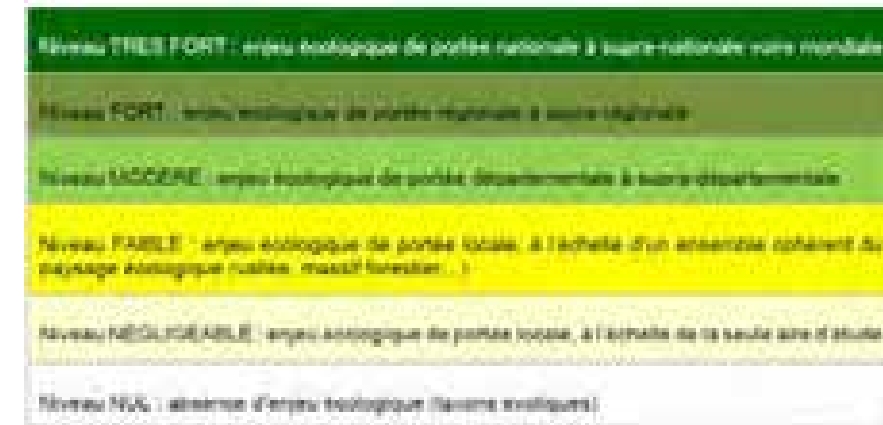 Niveau TRES FORT : enjeu écologique de portée nationale à supra-nationale voire mondiale
Niveau FORT : enjeu écologique de portée régionale à supra-régionale
Niveau MODERE : enjeu écologique de portée départementale à supra-départementale
Niveau FAIBLE : enjeu écologique de portée locale, à l'échelle d'un ensemble cohérent du
paysage écologique (vallée, massif forestier...)
Niveau NEGLIGEABLE : enjeu écologique de portée locale, à l'échelle de la seule aire d'étude
Niveau NUL : absence d'enjeu écologique (taxons exotiques)